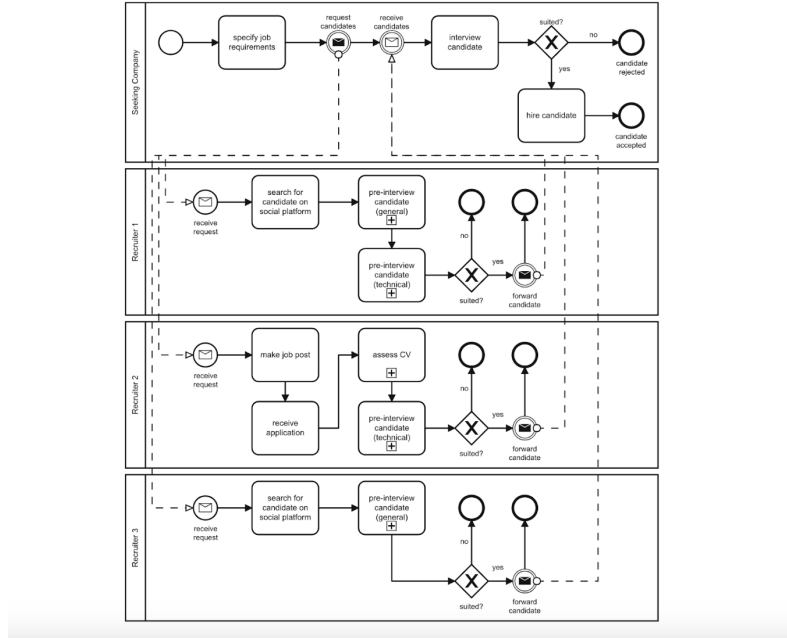 Seeking Company
specify job
requirements
request
candidates
receive
candidates
interview
candidate
suited?
no
candidate
rejected
yes
hire candidate
candidate
accepted
Recruiter 1
receive
request
search for
candidate on
social platform
pre-interview
candidate
(general)
pre-interview
candidate
(technical)
no
suited?
yes
forward
candidate
Recruiter 2
receive
request
make job post
receive
application
assess CV
pre-interview
candidate
(technical)
no
suited?
yes
forward
candidate
Recruiter 3
receive
request
search for
candidate on
social platform
pre-interview
candidate
(general)
no
suited?
yes
forward
candidate